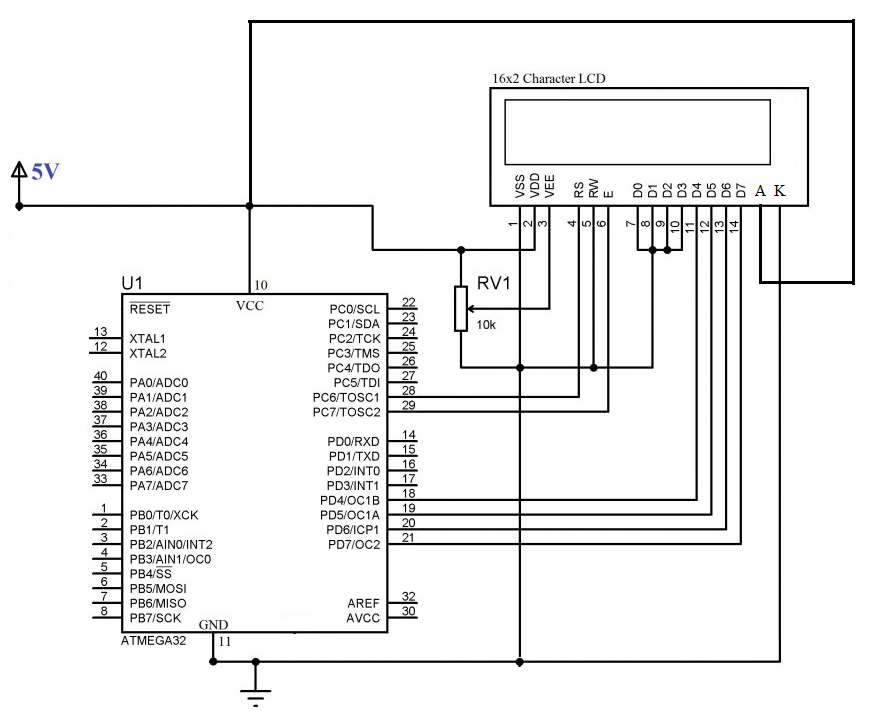 16x2 Character LCD
5V
VSS VDD VEE RS RW E D0 D1 D2 D3 D4 D5 D6 D7 A K
1 2 3 4 5 6 7 8 9 10 11 12 13 14
U1
10
VCC
RV1
10k
RESET
13 XTAL1
12 XTAL2
40 PA0/ADC0
39 PA1/ADC1
38 PA2/ADC2
37 PA3/ADC3
36 PA4/ADC4
35 PA5/ADC5
34 PA6/ADC6
33 PA7/ADC7
1 PB0/T0/XCK
2 PB1/T1
3 PB2/AIN0/INT2
4 PB3/AIN1/OC0
5 PB4/SS
6 PB5/MOSI
7 PB6/MISO
8 PB7/SCK
PC0/SCL 22
PC1/SDA 23
PC2/TCK 24
PC3/TMS 25
PC4/TDO 26
PC5/TDI 27
PC6/TOSC1 28
PC7/TOSC2 29
PD0/RXD 14
PD1/TXD 15
PD2/INT0 16
PD3/INT1 17
PD4/OC1B 18
PD5/OC1A 19
PD6/ICP1 20
PD7/OC2 21
AREF 32
AVCC 30
GND
11
ATMEGA32